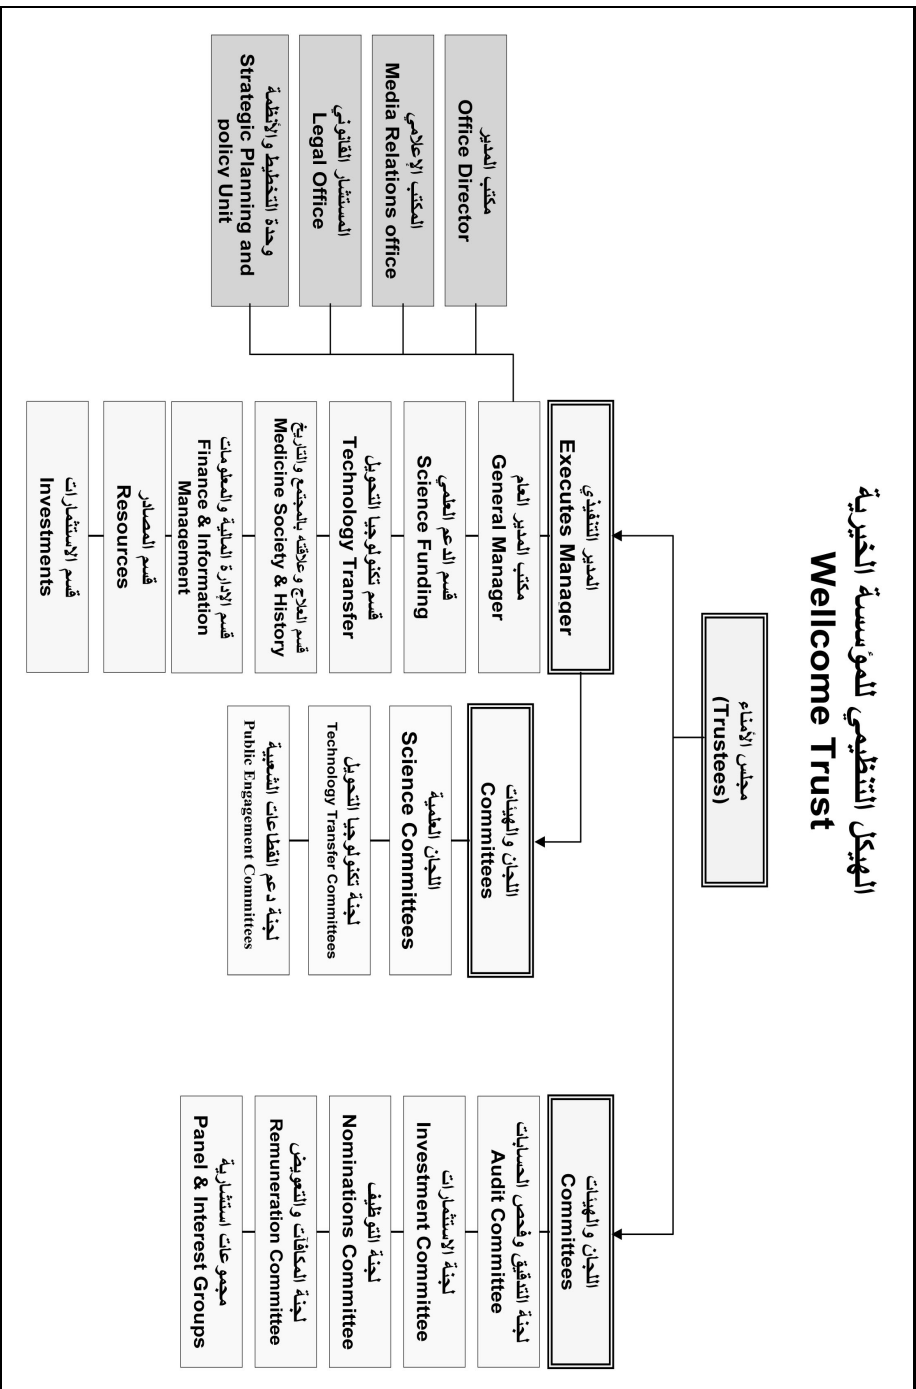 الهيكل التنظيمي للمؤسسة الخيرية
Wellcome Trust
مجلس الأمناء
(Trustees)
المدير التنفيذي
Executes Manager
مكتب المدير العام
General Manager
قسم الدعم العلمي
Science Funding
قسم تكنولوجيا التحويل
Technology Transfer
قسم العلاج وعلاقته بالمجتمع والتاريخ
Medicine Society & History
قسم الإدارة المالية والمعلومات
Finance & Information
Management
قسم المصادر
Resources
قسم الاستثمارات
Investments
مكتب المدير
Office Director
المكتب الإعلامي
Media Relations office
المستشار القانوني
Legal Office
وحدة التخطيط والأنظمة
Strategic Planning and
policy Unit
اللجان والهيئات
Committees
اللجان العلمية
Science Committees
لجنة تكنولوجيا التحويل
Technology Transfer Committees
لجنة دعم القطاعات الشعبية
Public Engagement Committees
اللجان والهيئات
Committees
لجنة التدقيق وفحص الحسابات
Audit Committee
لجنة الاستثمارات
Investment Committee
لجنة التوظيف
Nominations Committee
لجنة المكافآت والتعويض
Remuneration Committee
مجموعات استشارية
Panel & Interest Groups